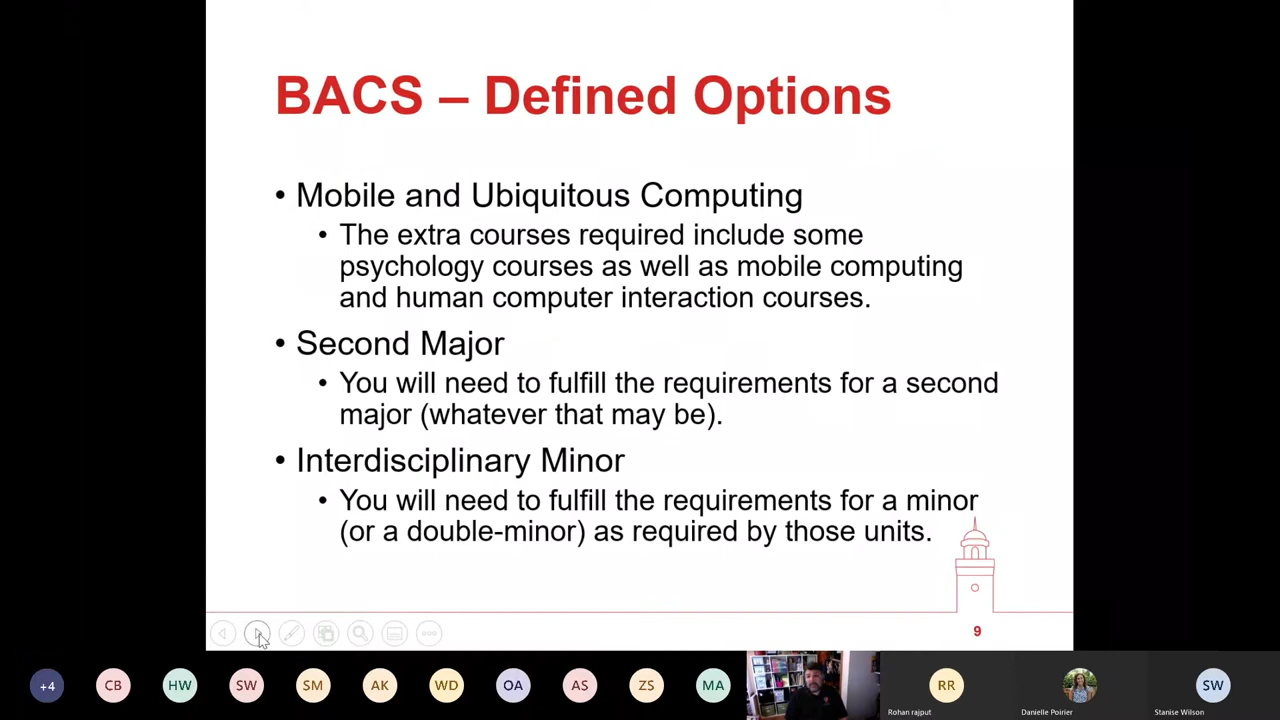 BACS – Defined Options
• Mobile and Ubiquitous Computing
• The extra courses required include some
psychology courses as well as mobile computing
and human computer interaction courses.
• Second Major
• You will need to fulfill the requirements for a second
major (whatever that may be).
• Interdisciplinary Minor
• You will need to fulfill the requirements for a minor
(or a double-minor) as required by those units.
9
+4 CB HW SW SM AK WD OA AS ZS MA RR SW
Rohan rajput Danielle Poirier Stanise Wilson